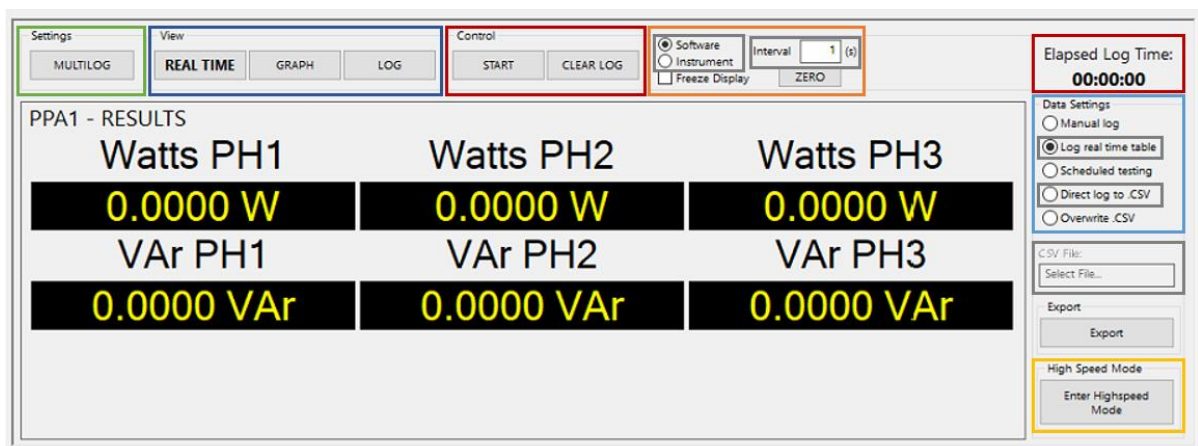 Settings
MULTILOG
View
REAL TIME GRAPH LOG
Control
START CLEAR LOG
Software
Instrument
Freeze Display
Interval 1 (s)
ZERO
Elapsed Log Time:
00:00:00
PPA1 - RESULTS
Watts PH1 Watts PH2 Watts PH3
0.0000 W 0.0000 W 0.0000 W
VAr PH1 VAr PH2 VAr PH3
0.0000 VAr 0.0000 VAr 0.0000 VAr
Data Settings
Manual log
Log real time table
Scheduled testing
Direct log to .CSV
Overwrite .CSV
CSV File:
Select File...
Export
Export
High Speed Mode
Enter Highspeed
Mode